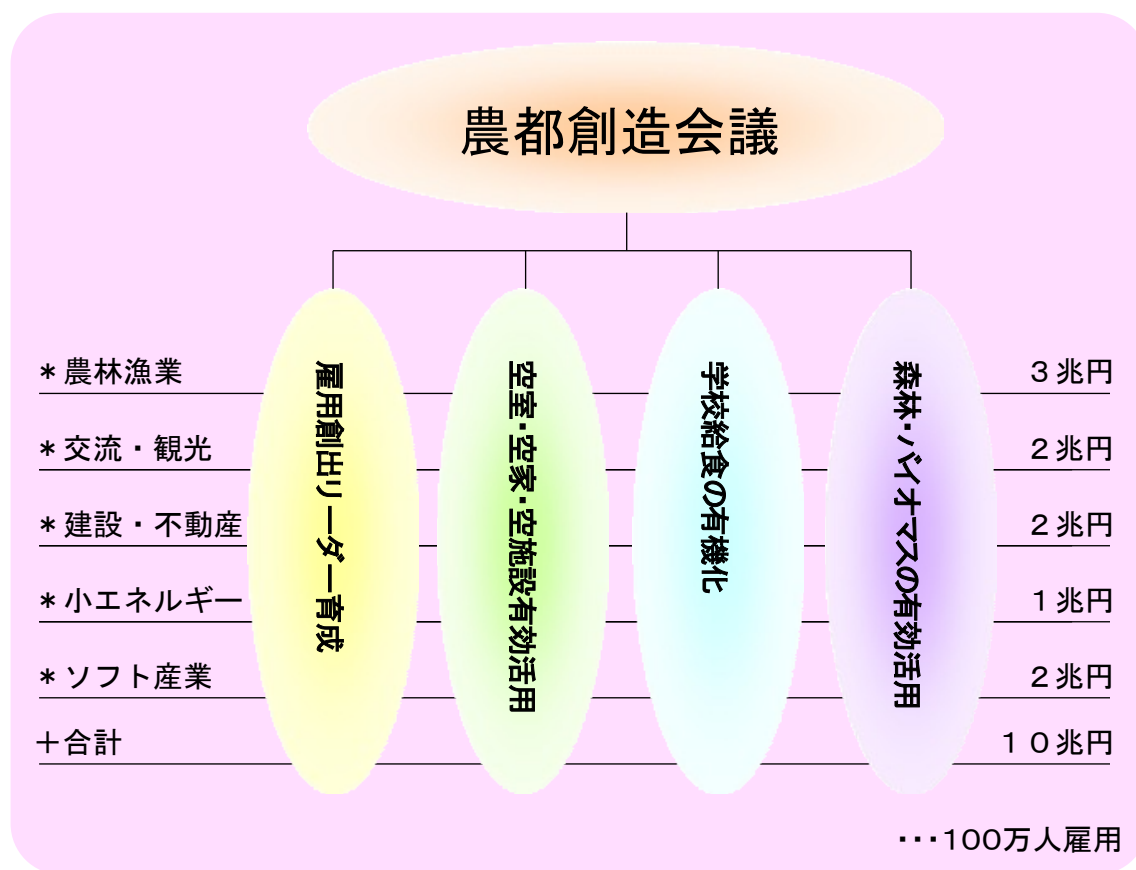 農都創造会議
雇用創出リーダー育成
空室・空家・空施設有効活用
学校給食の有機化
森林・バイオマスの有効活用
＊農林漁業 ３兆円
＊交流・観光 ２兆円
＊建設・不動産 ２兆円
＊小エネルギー １兆円
＊ソフト産業 ２兆円
＋合計 １０兆円
・・・100万人雇用